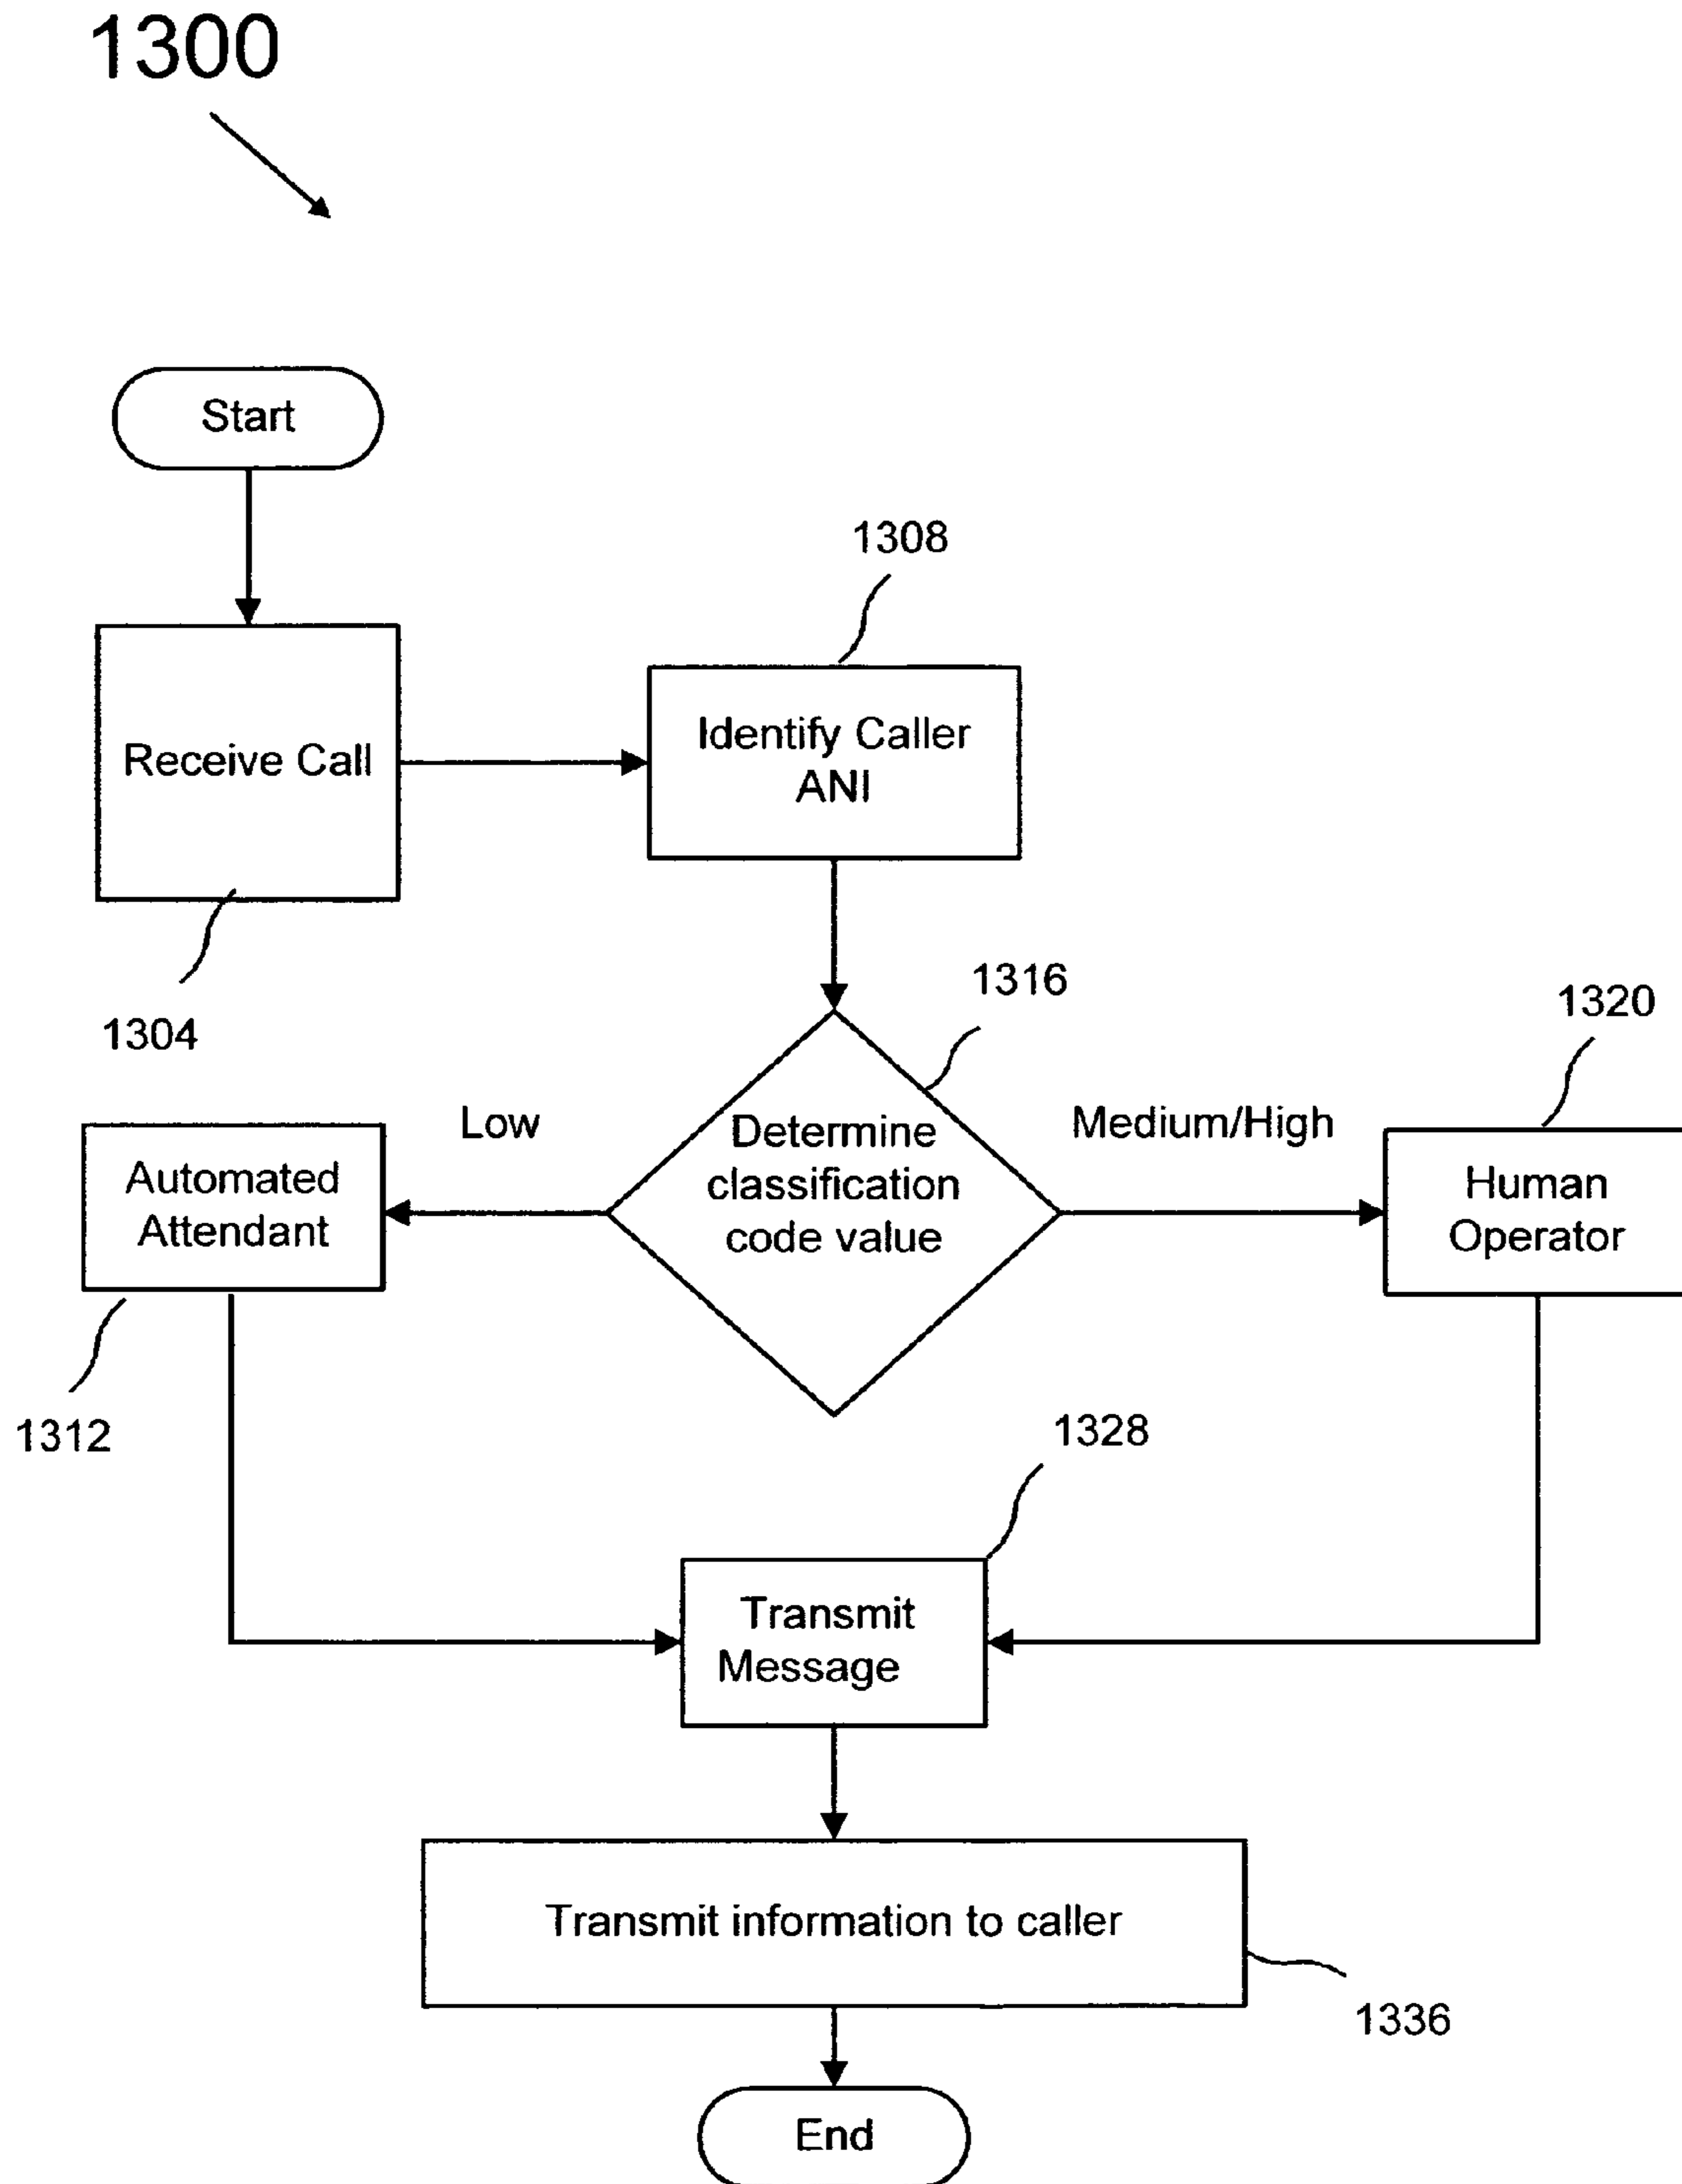 1300
Start
1308
Identify Caller
ANI
Receive Call
1304
1316
1320
Low
Medium/High
Determine
classification
code value
Automated
Attendant
Human
Operator
1312
1328
Transmit
Message
Transmit information to caller
1336
End